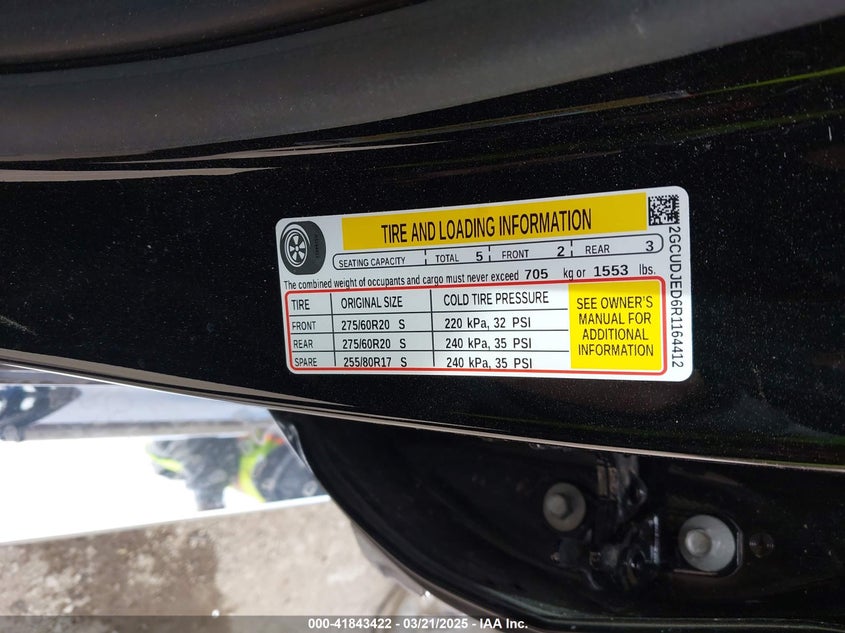 TIRE AND LOADING INFORMATION
SEATING CAPACITY TOTAL 5 FRONT 2 REAR 3
The combined weight of occupants and cargo must never exceed 705 kg or 1553 lbs.
TIRE ORIGINAL SIZE COLD TIRE PRESSURE
FRONT 275/60R20 S 220 kPa, 32 PSI
REAR 275/60R20 S 240 kPa, 35 PSI
SPARE 255/80R17 S 240 kPa, 35 PSI
SEE OWNER'S
MANUAL FOR
ADDITIONAL
INFORMATION
2GCUDJED6R1164412
000-41843422 - 03/21/2025 - IAA Inc.